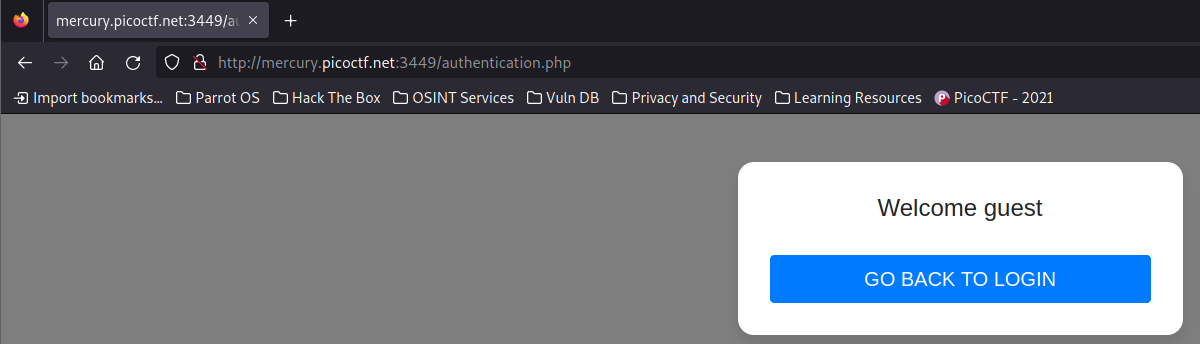 mercury.picoctf.net:3449/au
http://mercury.picoctf.net:3449/authentication.php
Import bookmarks... Parrot OS Hack The Box OSINT Services Vuln DB Privacy and Security Learning Resources PicoCTF - 2021
Welcome guest
GO BACK TO LOGIN